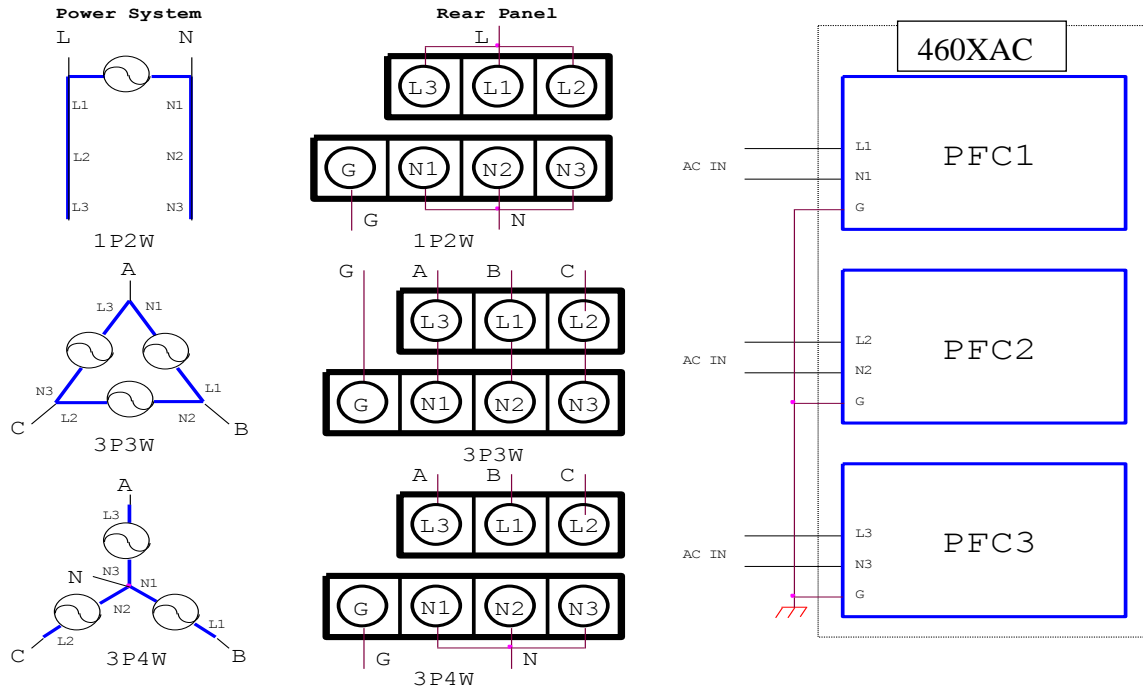 Power System
L N
L1 N1
L2 N2
L3 N3
1P2W
A
L3 N1
N3 L1
L2 N2
C B
3P3W
A
L3
N3
N N1
N2
L2 L1
C B
3P4W
Rear Panel
L
L3 L1 L2
G N1 N2 N3
G N
1P2W
G A B C
L3 L1 L2
G N1 N2 N3
3P3W
A B C
L3 L1 L2
G N1 N2 N3
G N
3P4W
460XAC
L1
AC IN PFC1
N1
G
L2
AC IN PFC2
N2
G
L3
AC IN PFC3
N3
G